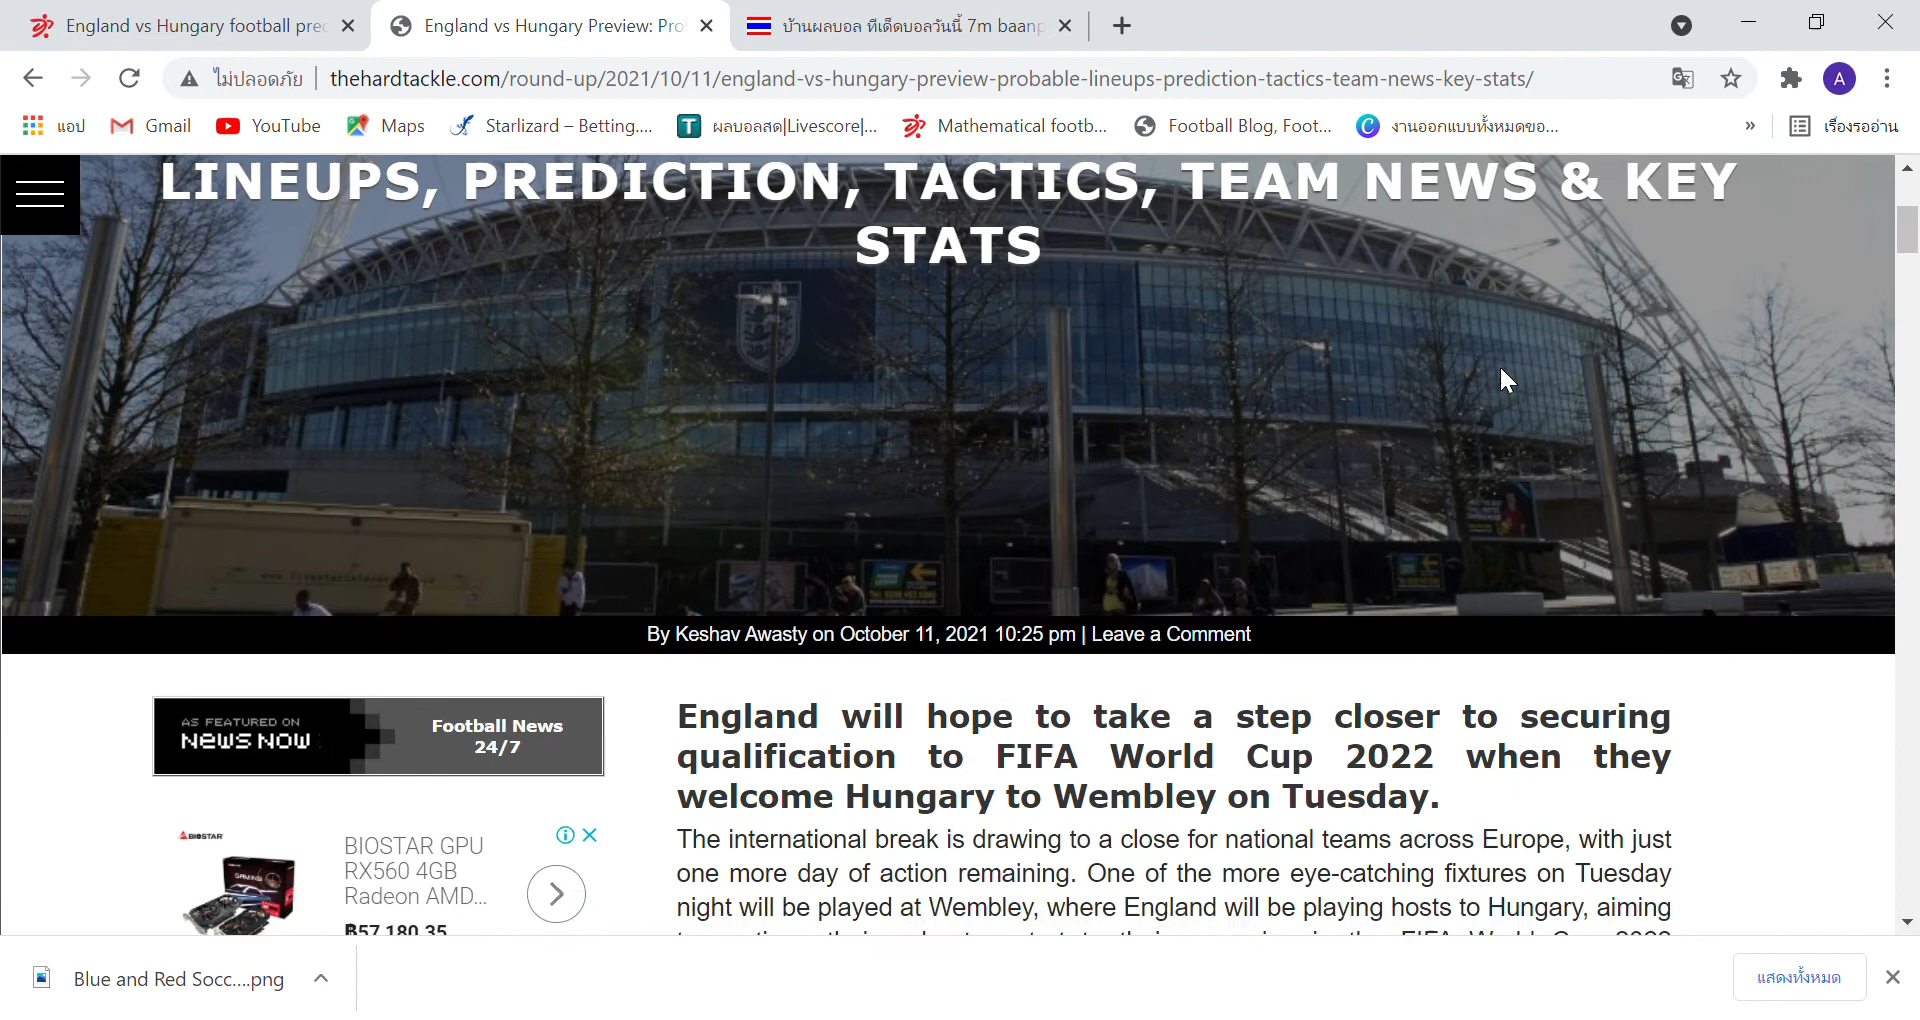 England vs Hungary football prec
England vs Hungary Preview: Pro
บ้านผลบอล ทีเด็ดบอลวันนี้ 7m baanp
ไม่ปลอดภัย
thehardtackle.com/round-up/2021/10/11/england-vs-hungary-preview-probable-lineups-prediction-tactics-team-news-key-stats/
A
แอป
Gmail
YouTube
Maps
Starlizard – Betting....
ผลบอลสด|Livescore|...
Mathematical footb...
Football Blog, Foot...
งานออกแบบทั้งหมดขอ...
»
เรื่องรออ่าน
LINEUPS, PREDICTION, TACTICS, TEAM NEWS & KEY
STATS
By Keshav Awasty on October 11, 2021 10:25 pm | Leave a Comment
AS FEATURED ON
NEWS NOW
Football News
24/7
England will hope to take a step closer to securing
qualification to FIFA World Cup 2022 when they
welcome Hungary to Wembley on Tuesday.
The international break is drawing to a close for national teams across Europe, with just
one more day of action remaining. One of the more eye-catching fixtures on Tuesday
night will be played at Wembley, where England will be playing hosts to Hungary, aiming
BIOSTAR
BIOSTAR GPU
RX560 4GB
Radeon AMD...
฿57,180.35
Blue and Red Socc....png
แสดงทั้งหมด